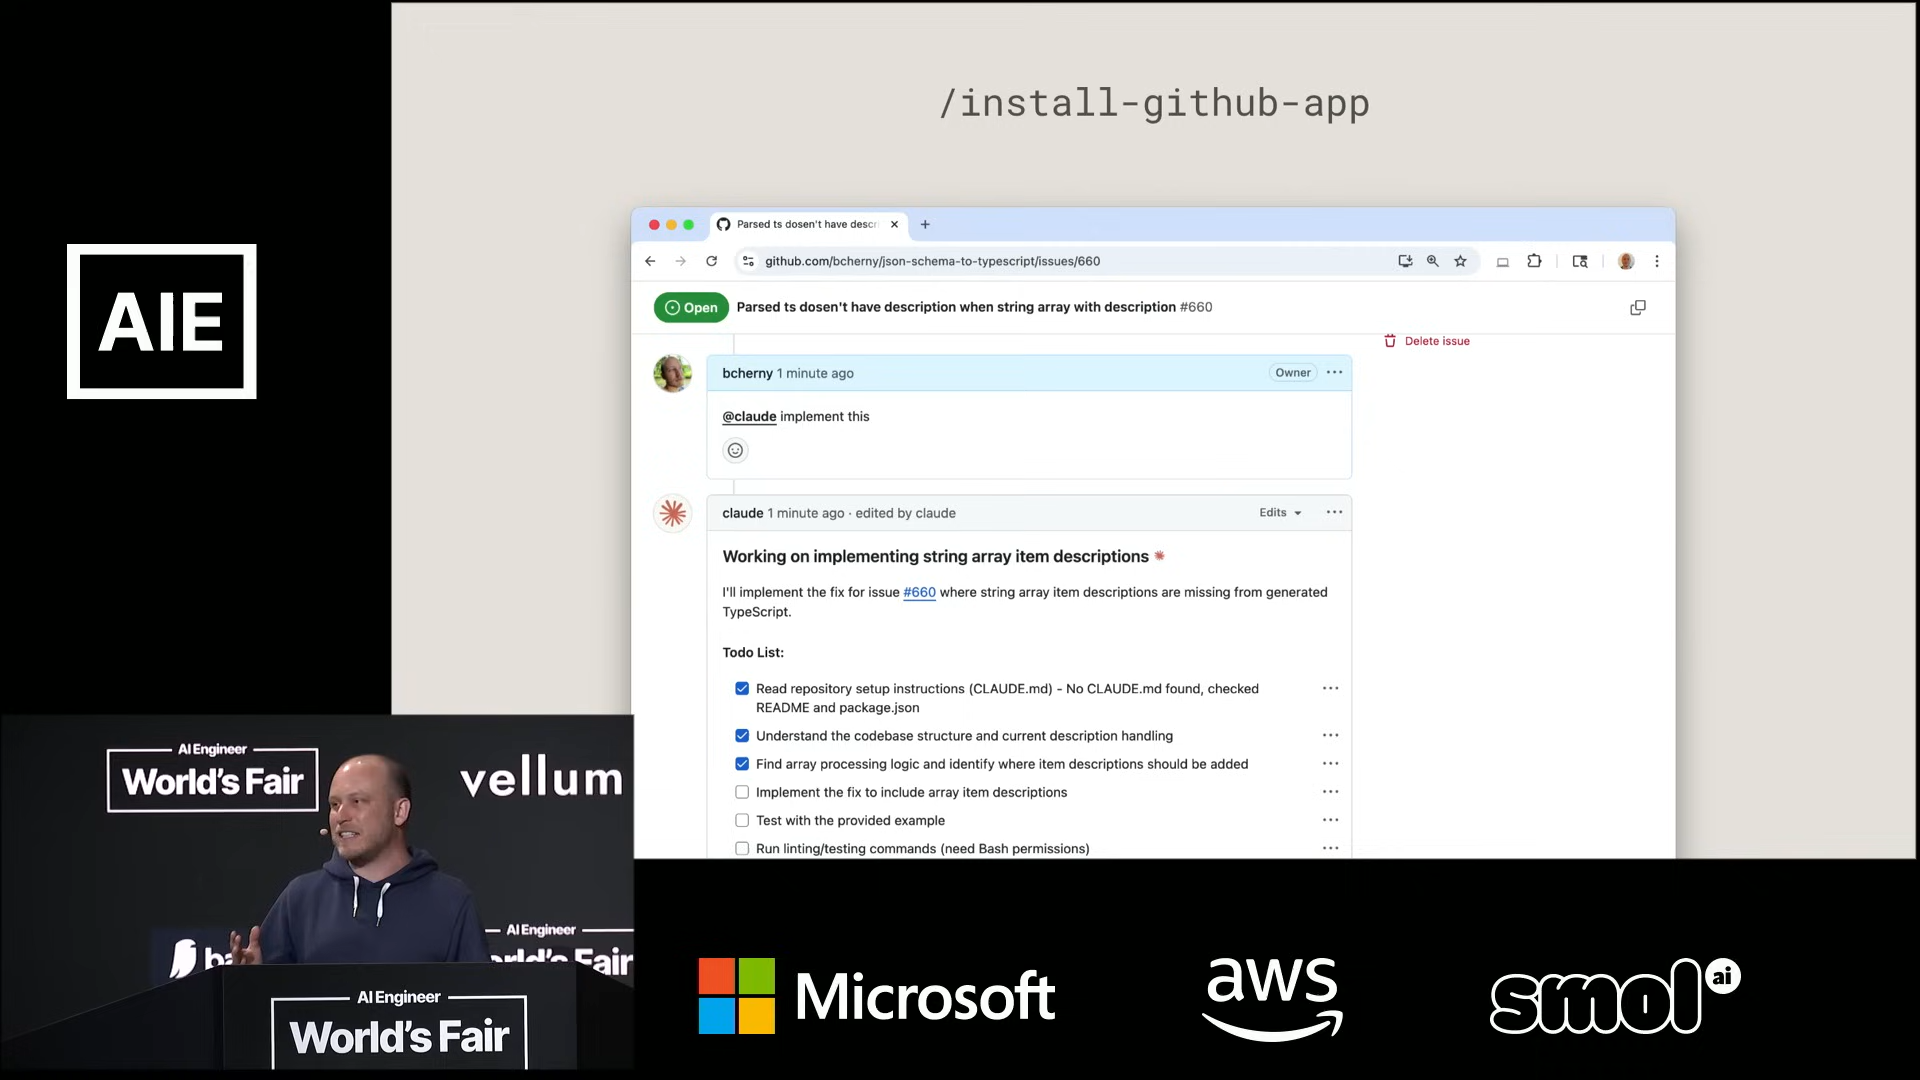 /install-github-app
AIE
Parsed ts dosen't have descr
github.com/bcherny/json-schema-to-typescript/issues/660
Open
Parsed ts dosen't have description when string array with description #660
Delete issue
bcherny 1 minute ago
Owner
@claude implement this
claude 1 minute ago · edited by claude
Edits
Working on implementing string array item descriptions
I'll implement the fix for issue #660 where string array item descriptions are missing from generated
TypeScript.
Todo List:
Read repository setup instructions (CLAUDE.md) - No CLAUDE.md found, checked
README and package.json
Understand the codebase structure and current description handling
Find array processing logic and identify where item descriptions should be added
Implement the fix to include array item descriptions
Test with the provided example
Run linting/testing commands (need Bash permissions)
AI Engineer
World's Fair
vellum
ba
AI Engineer
World's Fair
AI Engineer
World's Fair
Microsoft
aws
smol ai